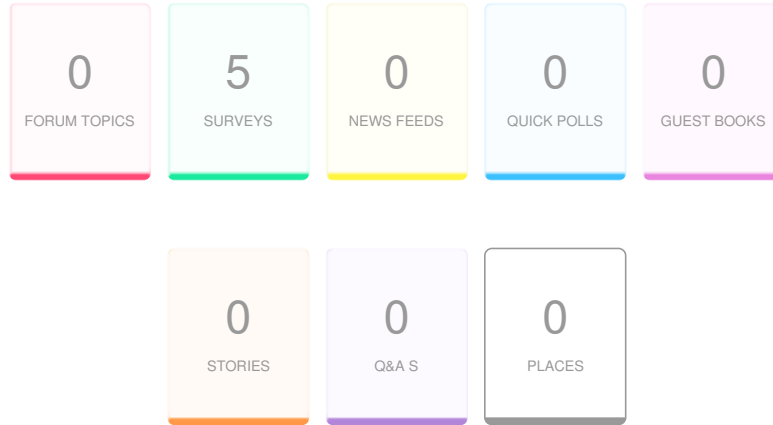 0 5 0 0 0
FORUM TOPICS SURVEYS NEWS FEEDS QUICK POLLS GUEST BOOKS
0 0 0
STORIES Q&A S PLACES